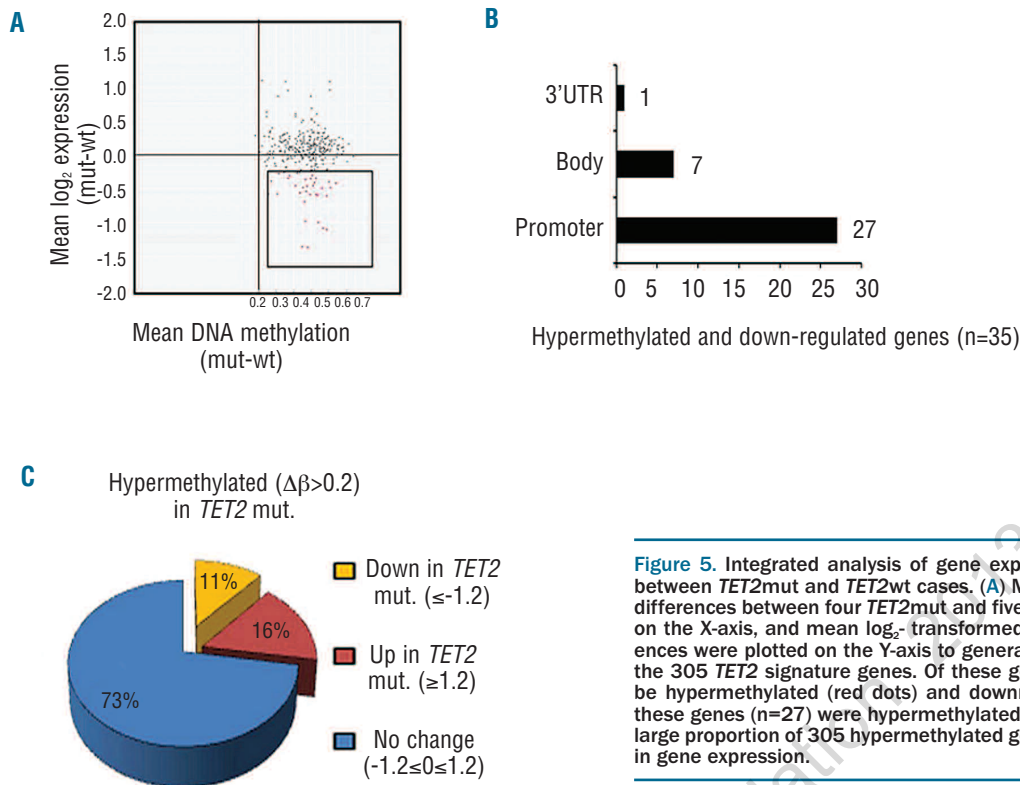 A
2.0
1.5
1.0
0.5
0.0
-0.5
-1.0
-1.5
-2.0
Mean log2 expression
(mut-wt)
0.2 0.3 0.4 0.5 0.6 0.7
Mean DNA methylation
(mut-wt)
B
3'UTR 1
Body 7
Promoter 27
0 5 10 15 20 25 30
Hypermethylated and down-regulated genes (n=35)
C
Hypermethylated (Δβ>0.2)
in TET2 mut.
11%
16%
73%
Down in TET2
mut. (≤-1.2)
Up in TET2
mut. (≥1.2)
No change
(-1.2≤0≤1.2)
Figure 5. Integrated analysis of gene exp
between TET2mut and TET2wt cases. (A) M
differences between four TET2mut and five
on the X-axis, and mean log2- transformed
ences were plotted on the Y-axis to genera
the 305 TET2 signature genes. Of these g
be hypermethylated (red dots) and down
these genes (n=27) were hypermethylated
large proportion of 305 hypermethylated g
in gene expression.